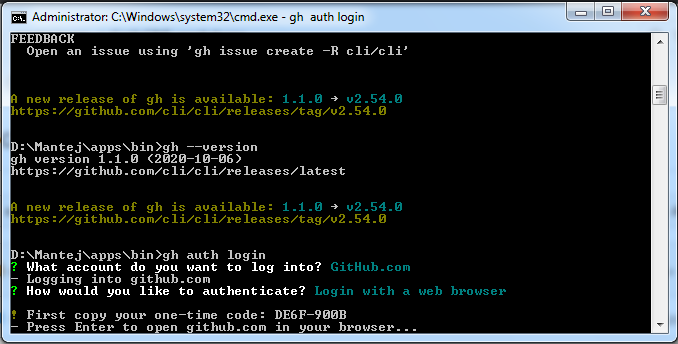 Administrator: C:\Windows\system32\cmd.exe - gh  auth login
FEEDBACK
  Open an issue using 'gh issue create -R cli/cli'
A new release of gh is available: 1.1.0 → v2.54.0
https://github.com/cli/cli/releases/tag/v2.54.0
D:\Mantej\apps\bin>gh --version
gh version 1.1.0 (2020-10-06)
https://github.com/cli/cli/releases/latest
A new release of gh is available: 1.1.0 → v2.54.0
https://github.com/cli/cli/releases/tag/v2.54.0
D:\Mantej\apps\bin>gh auth login
? What account do you want to log into? GitHub.com
- Logging into github.com
? How would you like to authenticate? Login with a web browser
! First copy your one-time code: DE6F-900B
- Press Enter to open github.com in your browser...